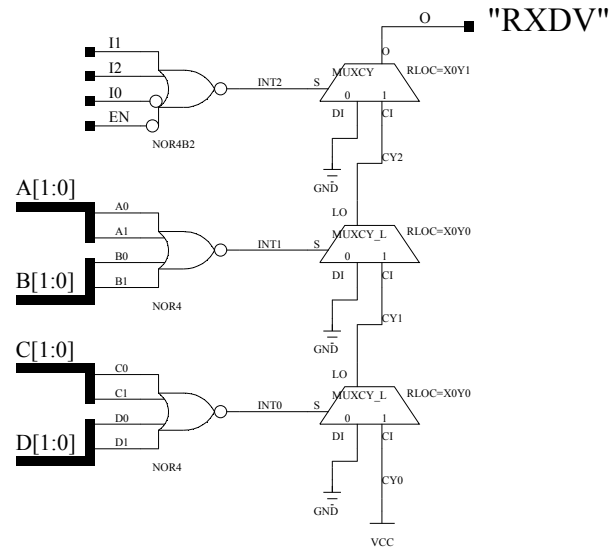 O "RXDV"
I1
I2
I0
EN
NOR4B2
INT2
S
MUXCY
O
RLOC=X0Y1
0 1
DI CI
GND
CY2
A[1:0]
A0
A1
B[1:0]
B0
B1
NOR4
INT1
S
LO
MUXCY_L
RLOC=X0Y0
0 1
DI CI
GND
CY1
C[1:0]
C0
C1
D[1:0]
D0
D1
NOR4
INT0
S
LO
MUXCY_L
RLOC=X0Y0
0 1
DI CI
GND
CY0
VCC